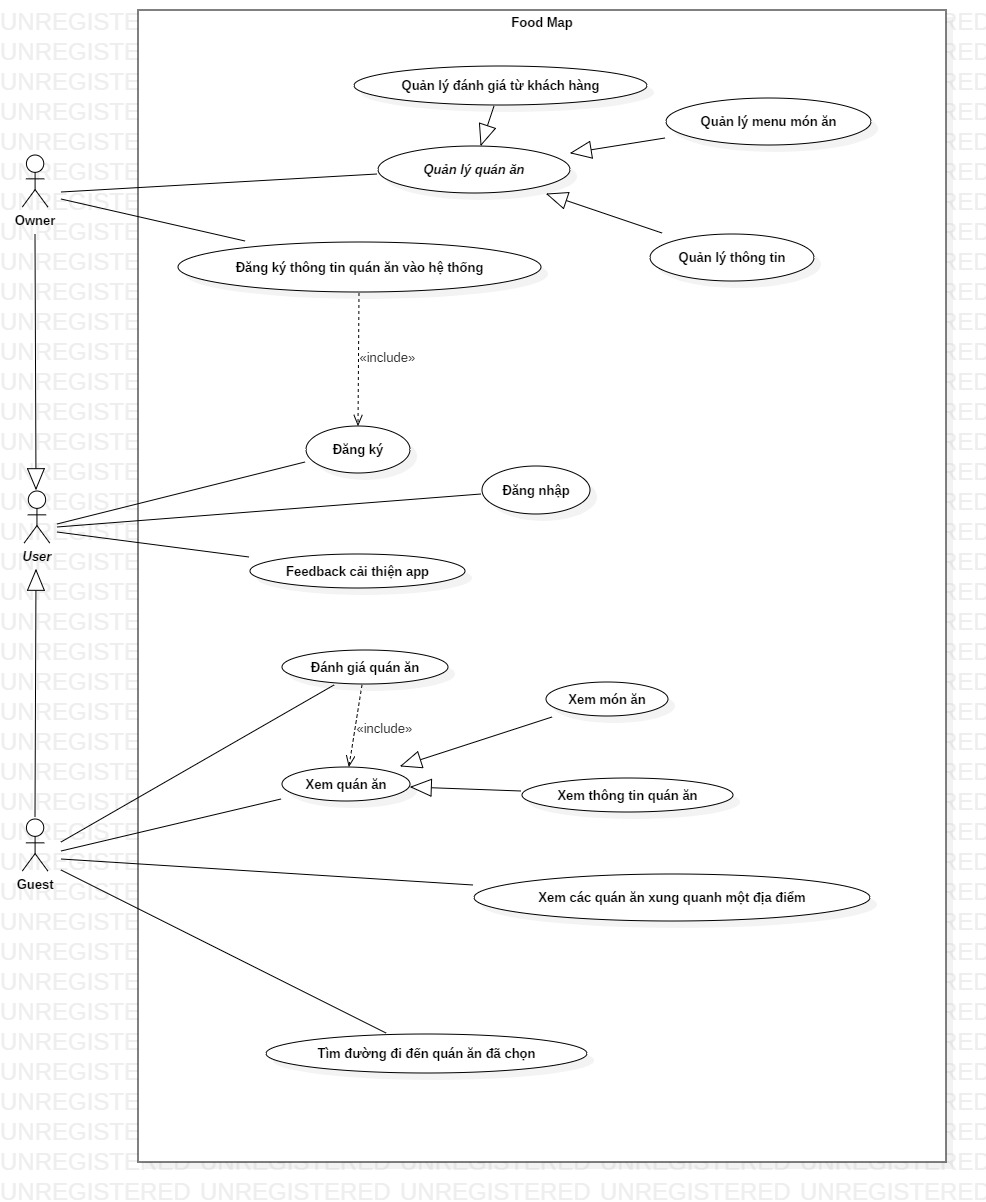 Food Map
Quản lý đánh giá từ khách hàng
Quản lý menu món ăn
Quản lý quán ăn
Owner
Quản lý thông tin
Đăng ký thông tin quán ăn vào hệ thống
«include»
Đăng ký
Đăng nhập
User
Feedback cải thiện app
Đánh giá quán ăn
Xem món ăn
«include»
Xem quán ăn
Xem thông tin quán ăn
Guest
Xem các quán ăn xung quanh một địa điểm
Tìm đường đi đến quán ăn đã chọn
UNREGISTERED UNREGISTERED UNREGISTERED UNREGISTERED UNREGISTERED